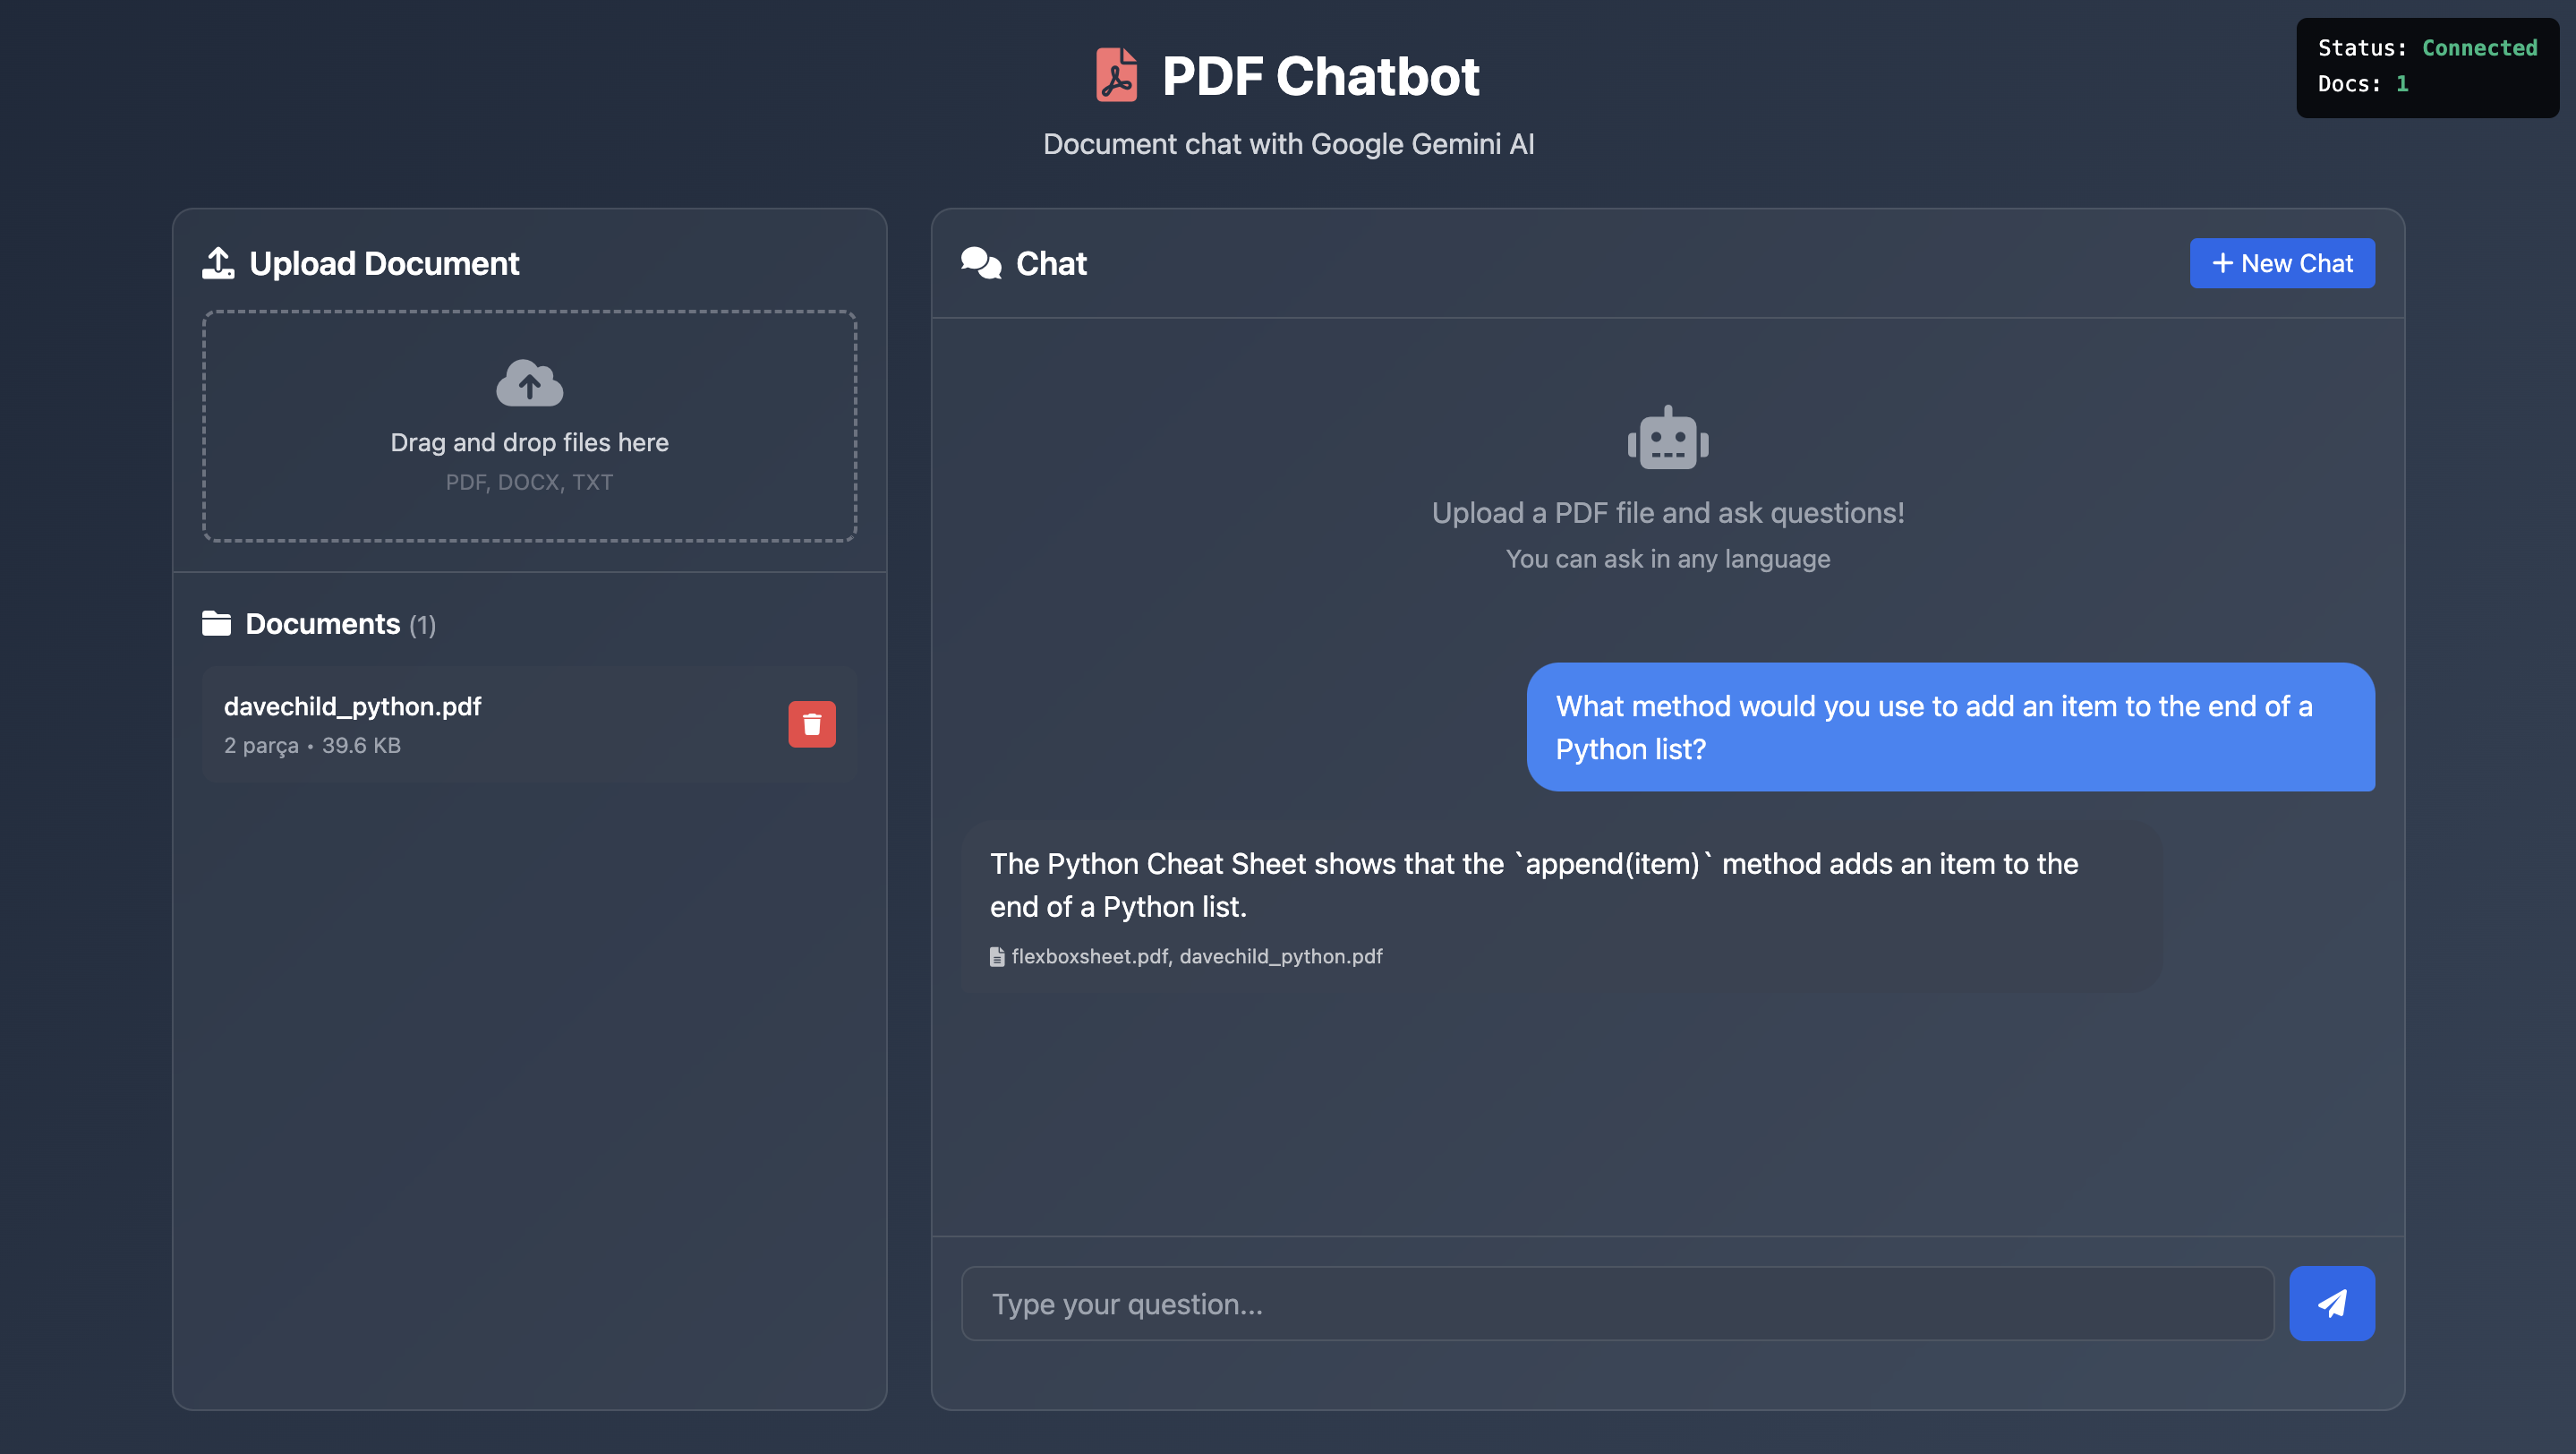 Status: Connected
Docs: 1
PDF Chatbot
Document chat with Google Gemini AI
Upload Document
Drag and drop files here
PDF, DOCX, TXT
Documents (1)
davechild_python.pdf
2 parça • 39.6 KB
Chat
+ New Chat
Upload a PDF file and ask questions!
You can ask in any language
What method would you use to add an item to the end of a
Python list?
The Python Cheat Sheet shows that the `append(item)` method adds an item to the
end of a Python list.
flexboxsheet.pdf, davechild_python.pdf
Type your question...